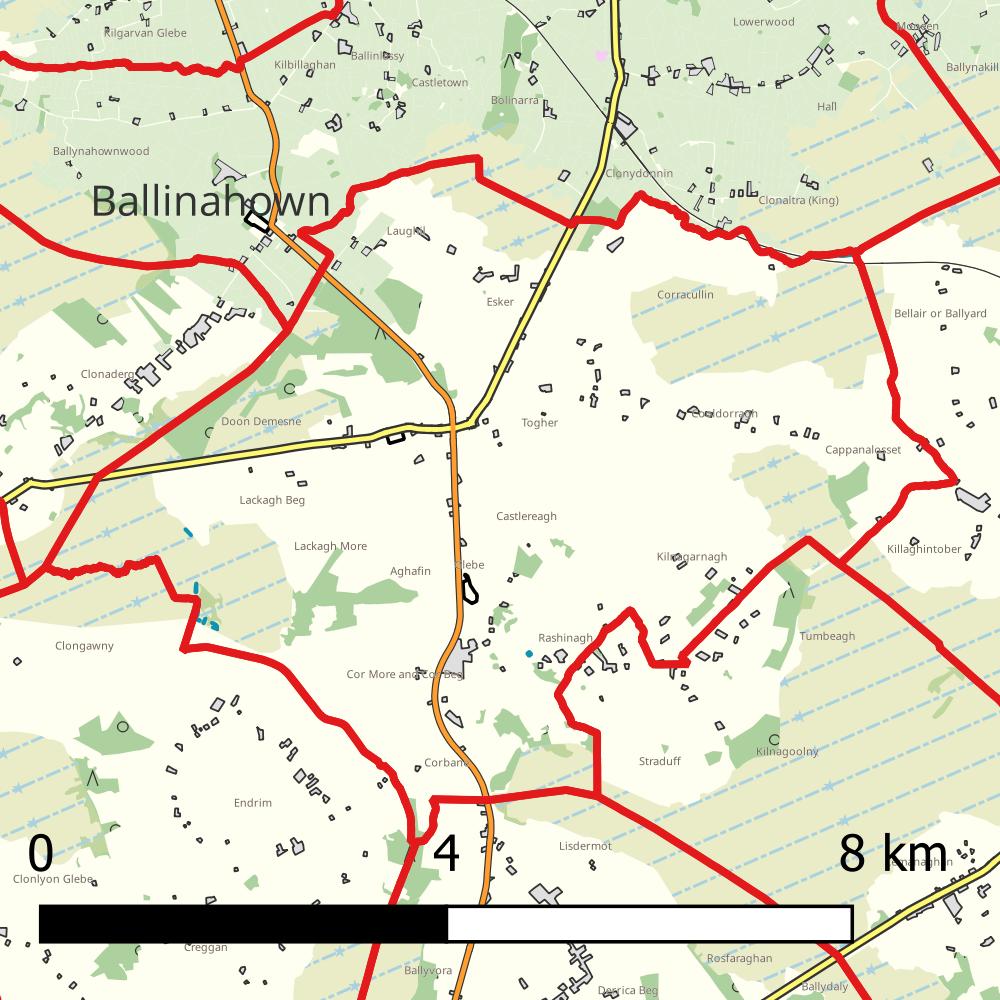 Lowerwood
Mooneen
Kilgarvan Glebe
Ballinlassy
Kilbillaghan
Ballynakill
Castletown
Bolinarra
Hall
Ballynahownwood
Clonydonnin
Ballinahown
Clonaltra (King)
Laughil
Corracullin
Esker
Bellair or Ballyard
Clonaderg
Cooldorragh
Doon Demesne
Togher
Cappanalosset
Lackagh Beg
Castlereagh
Lackagh More
Killaghintober
Kilnagarnagh
Glebe
Aghafin
Tumbeagh
Rashinagh
Clongawny
Cor More and Cor Beg
Kilnagoolny
Straduff
Corband
Endrim
Lisdermot
0 4 8 km
Lemanaghan
Clonlyon Glebe
Creggan
Rosfaraghan
Ballyvora
Ballydaly
Derrica Beg